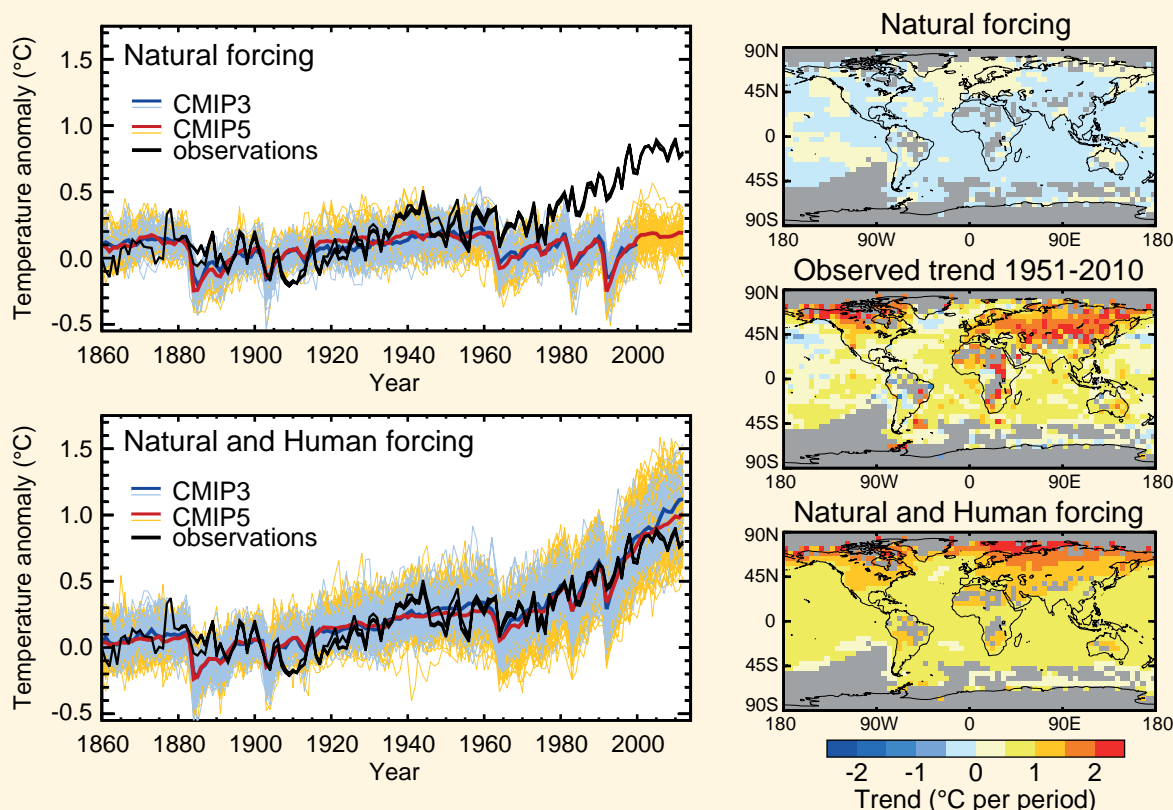 Natural forcing
Temperature anomaly (°C)
1.5
1.0
0.5
0.0
-0.5
CMIP3
CMIP5
observations
1860 1880 1900 1920 1940 1960 1980 2000
Year
Natural and Human forcing
Temperature anomaly (°C)
1.5
1.0
0.5
0.0
-0.5
CMIP3
CMIP5
observations
1860 1880 1900 1920 1940 1960 1980 2000
Year
Natural forcing
90N
45N
0
45S
90S
180 90W 0 90E 180
Observed trend 1951-2010
90N
45N
0
45S
90S
180 90W 0 90E 180
Natural and Human forcing
90N
45N
0
45S
90S
180 90W 0 90E 180
-2 -1 0 1 2
Trend (°C per period)